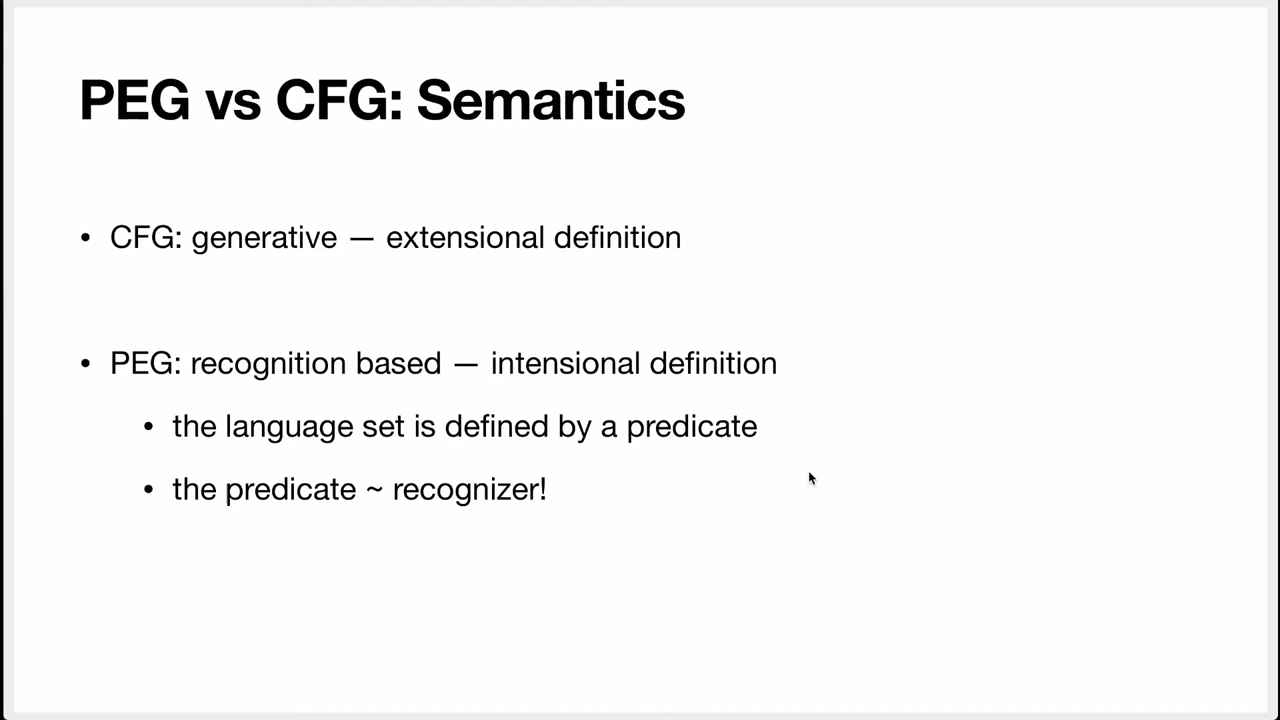 PEG vs CFG: Semantics
• CFG: generative — extensional definition
• PEG: recognition based — intensional definition
• the language set is defined by a predicate
• the predicate ~ recognizer!